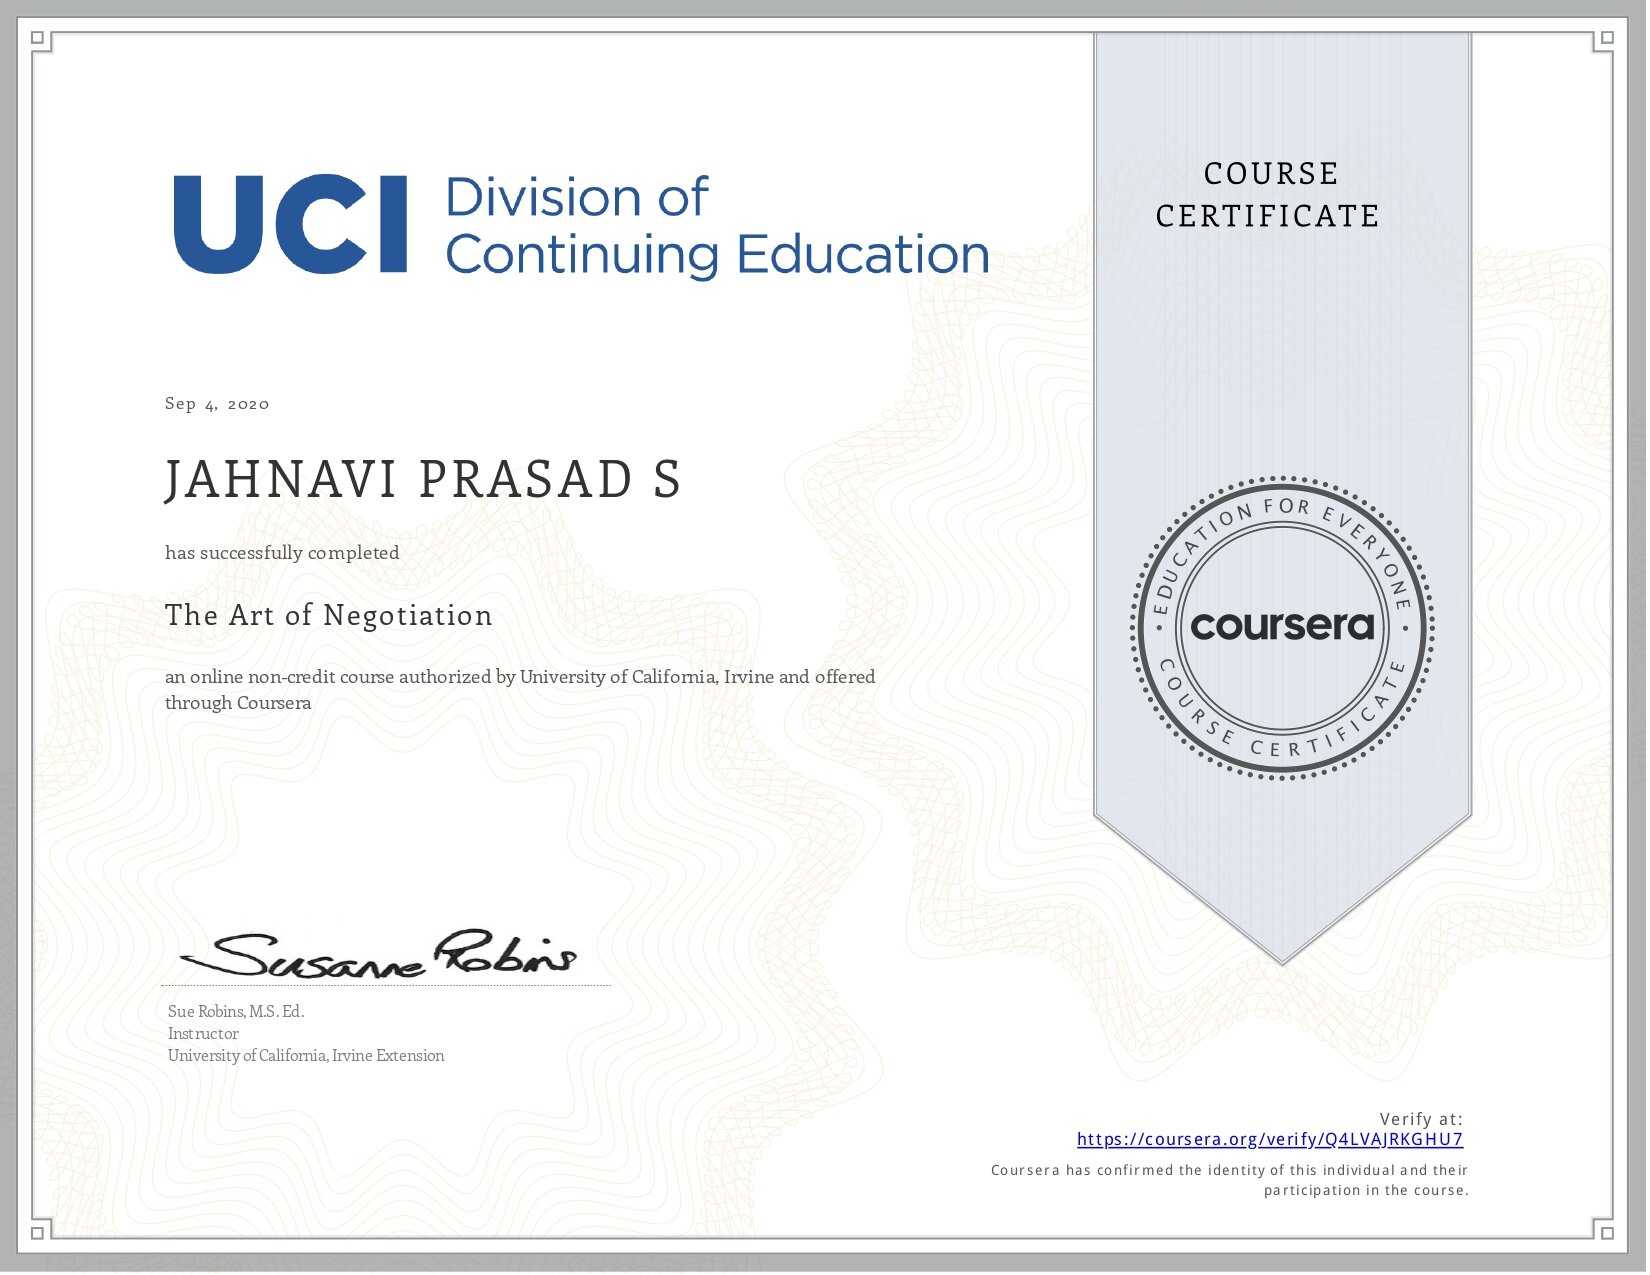 UCI Division of
Continuing Education
COURSE
CERTIFICATE
Sep 4, 2020
JAHNAVI PRASAD S
has successfully completed
The Art of Negotiation
an online non-credit course authorized by University of California, Irvine and offered
through Coursera
EDUCATION FOR EVERYONE
coursera
COURSE CERTIFICATE
Susanne Robins
Sue Robins, M.S. Ed.
Instructor
University of California, Irvine Extension
Verify at:
https://coursera.org/verify/Q4LVAJRKGHU7
Coursera has confirmed the identity of this individual and their
participation in the course.